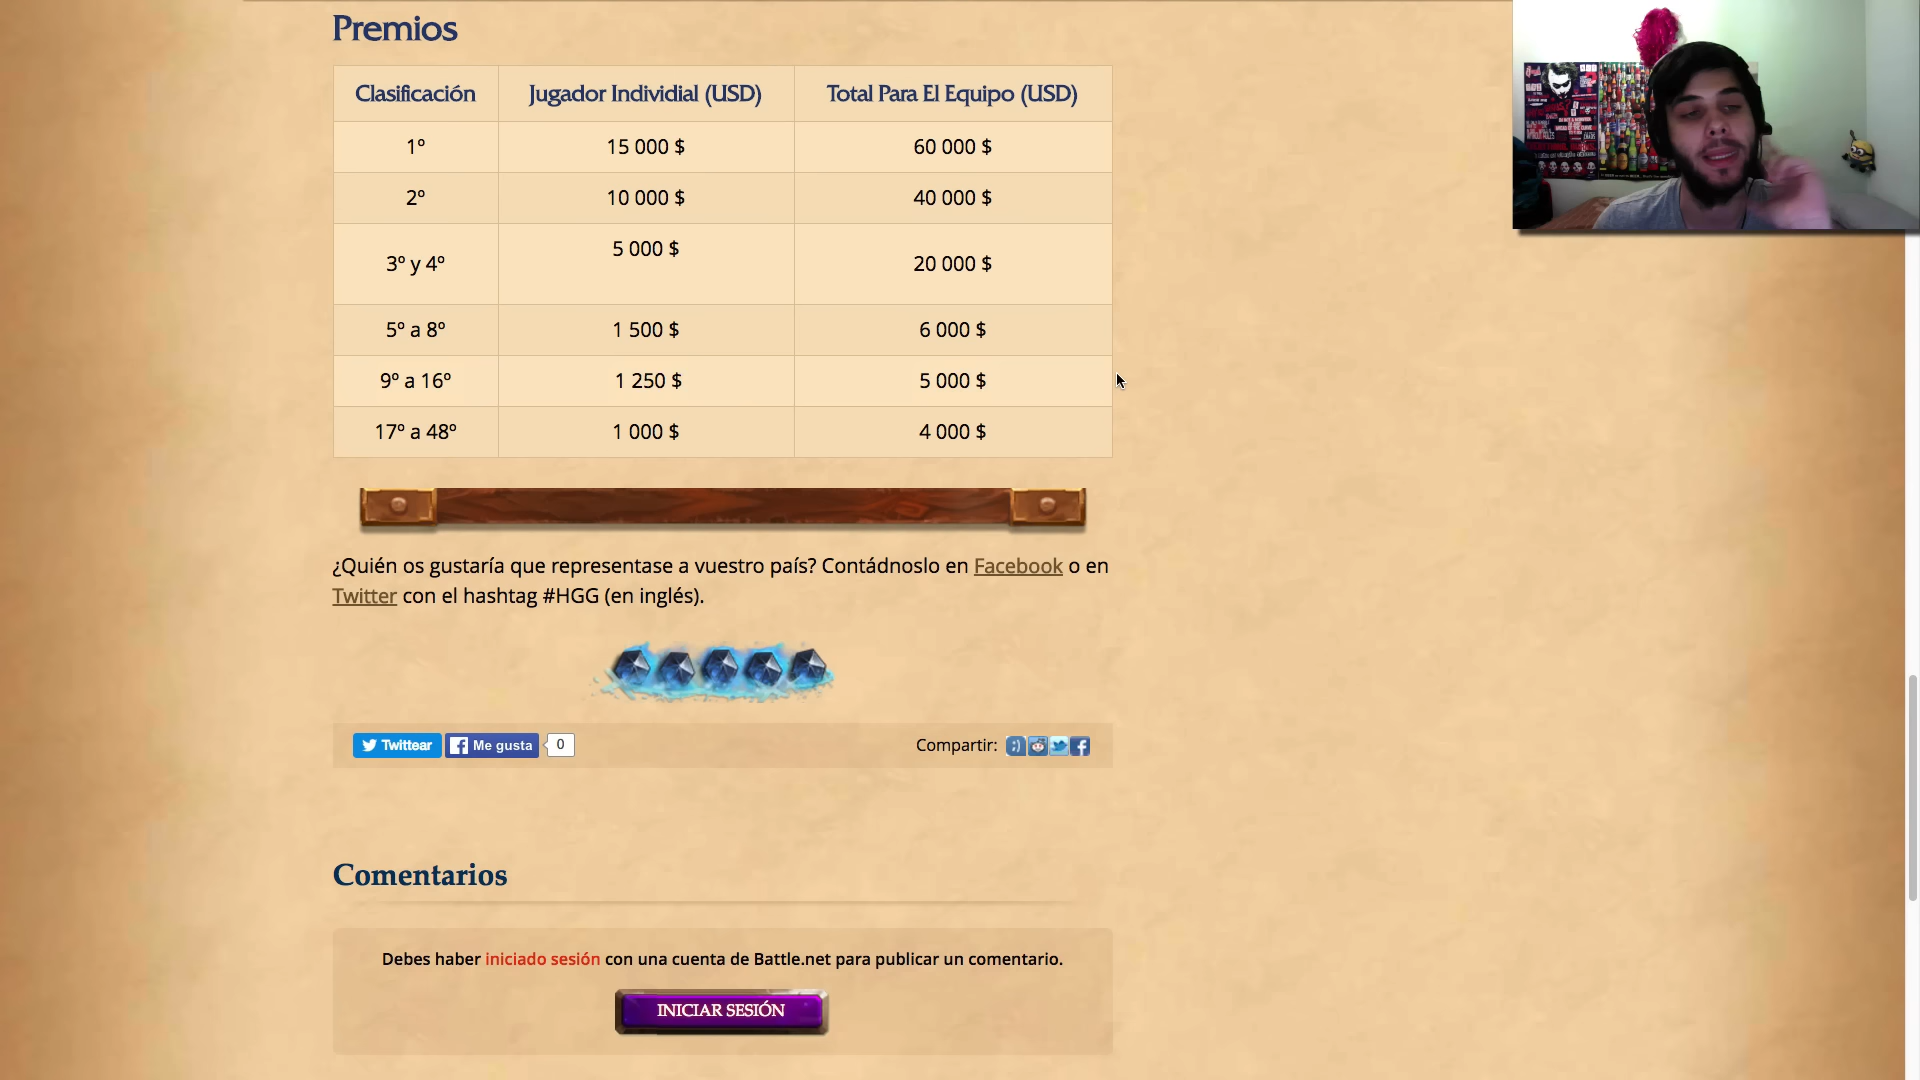 Premios
Clasificación Jugador Individial (USD) Total Para El Equipo (USD)
1º 15 000 $ 60 000 $
2º 10 000 $ 40 000 $
3º y 4º 5 000 $ 20 000 $
5º a 8º 1 500 $ 6 000 $
9º a 16º 1 250 $ 5 000 $
17º a 48º 1 000 $ 4 000 $
¿Quién os gustaría que representase a vuestro país? Contádnoslo en Facebook o en
Twitter con el hashtag #HGG (en inglés).
Twittear Me gusta 0 Compartir:
Comentarios
Debes haber iniciado sesión con una cuenta de Battle.net para publicar un comentario.
INICIAR SESIÓN